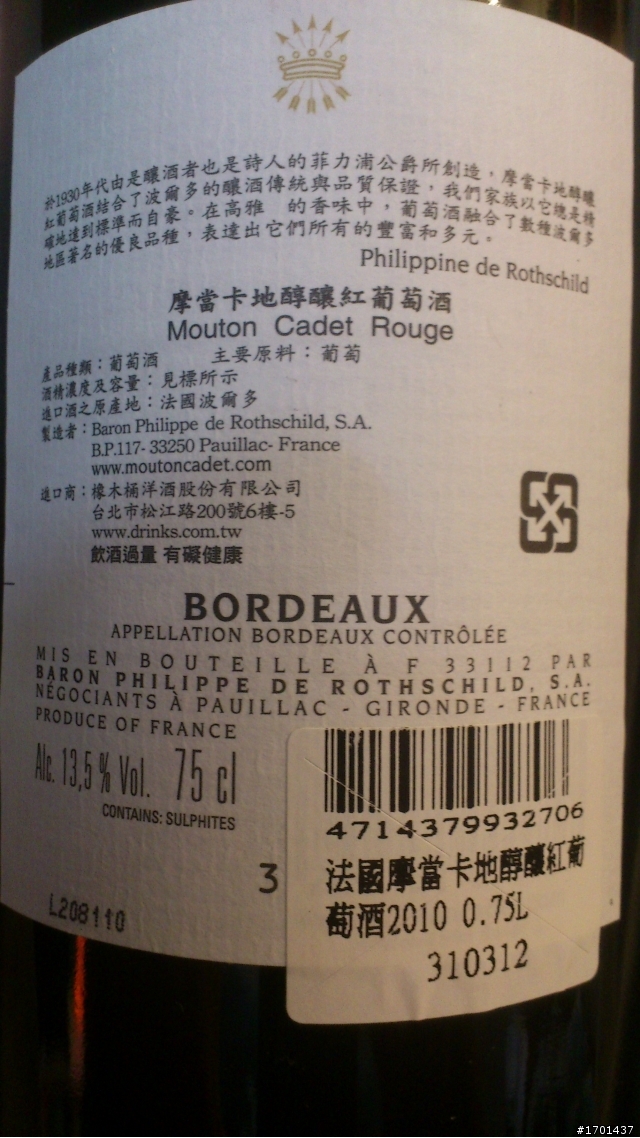 於1930年代由是釀酒者也是詩人的菲力浦公爵所創造，摩當卡地醇釀
紅葡萄酒結合了波爾多的釀酒傳統與品質保證，我們家族以它總是精
確地達到標準而自豪。在高雅 的香味中，葡萄酒融合了數種波爾多
地區著名的優良品種，表達出它們所有的豐富和多元。
Philippine de Rothschild
摩當卡地醇釀紅葡萄酒
Mouton Cadet Rouge
產品種類：葡萄酒 主要原料：葡萄
酒精濃度及容量：見標所示
進口酒之原產地：法國波爾多
製造者：Baron Philippe de Rothschild, S.A.
B.P.117- 33250 Pauillac- France
www.moutoncadet.com
進口商：橡木桶洋酒股份有限公司
台北市松江路200號6樓-5
www.drinks.com.tw
飲酒過量 有礙健康
BORDEAUX
APPELLATION BORDEAUX CONTRÔLÉE
MIS EN BOUTEILLE À F 33112 PAR
BARON PHILIPPE DE ROTHSCHILD, S.A.
NÉGOCIANTS À PAUILLAC - GIRONDE - FRANCE
PRODUCE OF FRANCE
Alc. 13,5 % Vol. 75 cl
CONTAINS: SULPHITES
3
L208110
4714379932706
法國摩當卡地醇釀紅葡
萄酒2010 0.75L
310312
#1701437